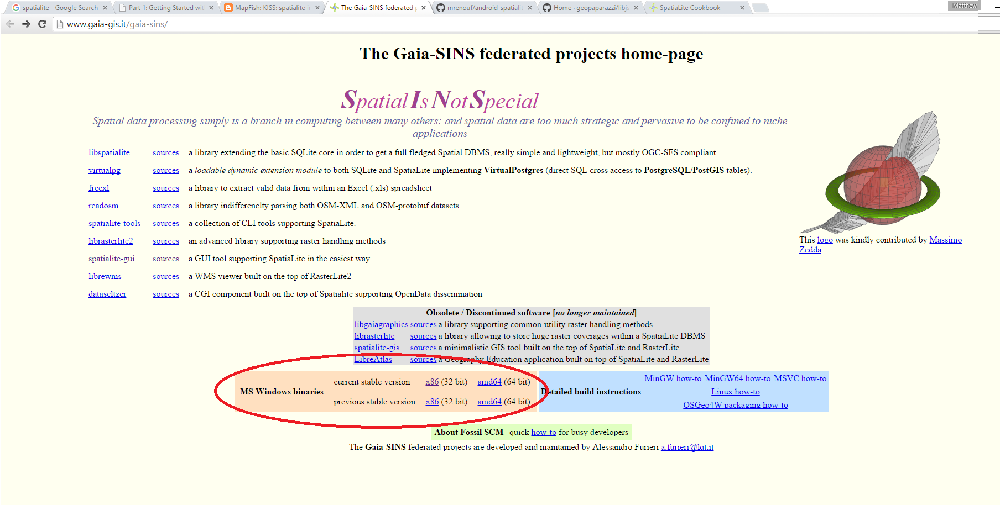 spatialite - Google Search
Part 1: Getting Started wit
MapFish: KISS: spatialite in
The Gaia-SINS federated p
mrenouf/android-spatialit
Home · geopaparazzi/libjs
SpatiaLite Cookbook
Matthew
www.gaia-gis.it/gaia-sins/
The Gaia-SINS federated projects home-page
Spatial Is Not Special
Spatial data processing simply is a branch in computing between many others: and spatial data are too much strategic and pervasive to be confined to niche
applications
libspatialite sources a library extending the basic SQLite core in order to get a full fledged Spatial DBMS, really simple and lightweight, but mostly OGC-SFS compliant
virtualpg sources a loadable dynamic extension module to both SQLite and SpatiaLite implementing VirtualPostgres (direct SQL cross access to PostgreSQL/PostGIS tables).
freexl sources a library to extract valid data from within an Excel (.xls) spreadsheet
readosm sources a library indifferenclty parsing both OSM-XML and OSM-protobuf datasets
spatialite-tools sources a collection of CLI tools supporting SpatiaLite.
librasterlite2 sources an advanced library supporting raster handling methods
spatialite-gui sources a GUI tool supporting SpatiaLite in the easiest way
librewms sources a WMS viewer built on the top of RasterLite2
dataseltzer sources a CGI component built on the top of Spatialite supporting OpenData dissemination
This logo was kindly contributed by Massimo
Zedda
Obsolete / Discontinued software [no longer maintained]
libgaiagraphics sources a library supporting common-utility raster handling methods
librasterlite sources a library allowing to store huge raster coverages within a SpatiaLite DBMS
spatialite-gis sources a minimalistic GIS tool built on the top of SpatiaLite and RasterLite
LibreAtlas sources a Geography Education application built on top of SpatiaLite and RasterLite
MS Windows binaries
current stable version x86 (32 bit) amd64 (64 bit)
previous stable version x86 (32 bit) amd64 (64 bit)
Detailed build instructions
MinGW how-to MinGW64 how-to MSVC how-to
Linux how-to
OSGeo4W packaging how-to
About Fossil SCM quick how-to for busy developers
The Gaia-SINS federated projects are developed and maintained by Alessandro Furieri a.furieri@lqt.it